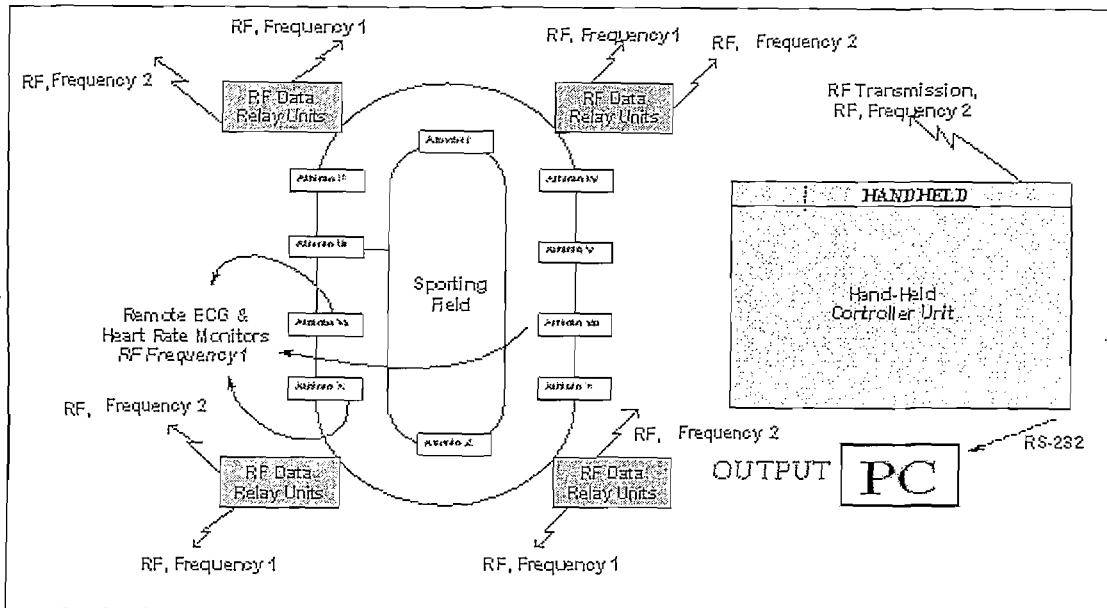 RF, Frequency 1
RF, Frequency 2
RF, Frequency 1
RF, Frequency 2
RF Data
Relay Units
RF Data
Relay Units
RF Transmission,
RF, Frequency 2
HANDHELD
Hand-Held
Controller Unit
Sporting
Field
Remote ECG &
Heart Rate Monitors
RF Frequency 1
RF, Frequency 2
RF, Frequency 2
RF Data
Relay Units
RF Data
Relay Units
RS-232
OUTPUT
PC
RF, Frequency 1
RF, Frequency 1